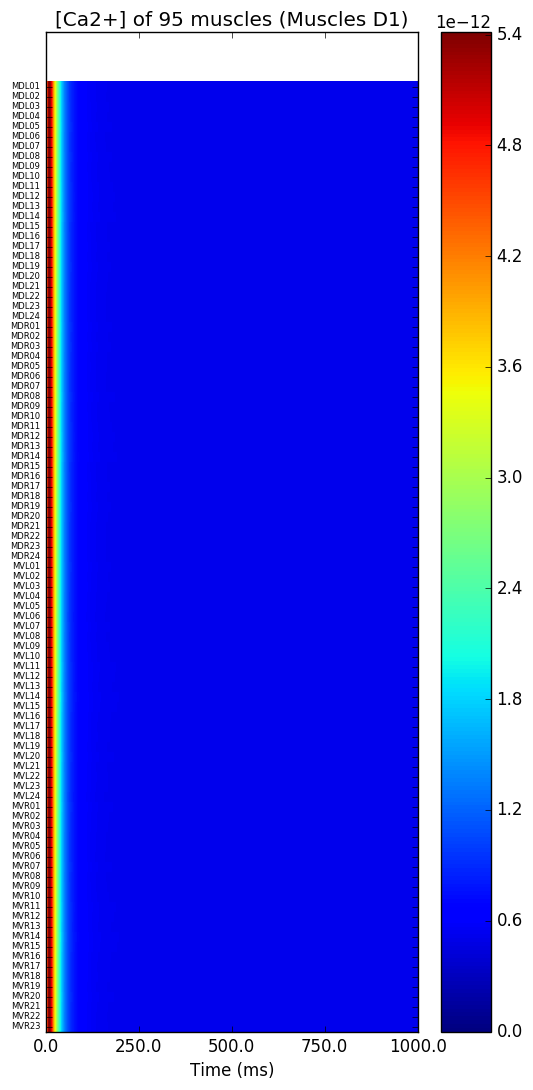 [Ca2+] of 95 muscles (Muscles D1)
1e−12
MDL01
MDL02
MDL03
MDL04
MDL05
MDL06
MDL07
MDL08
MDL09
MDL10
MDL11
MDL12
MDL13
MDL14
MDL15
MDL16
MDL17
MDL18
MDL19
MDL20
MDL21
MDL22
MDL23
MDL24
MDR01
MDR02
MDR03
MDR04
MDR05
MDR06
MDR07
MDR08
MDR09
MDR10
MDR11
MDR12
MDR13
MDR14
MDR15
MDR16
MDR17
MDR18
MDR19
MDR20
MDR21
MDR22
MDR23
MDR24
MVL01
MVL02
MVL03
MVL04
MVL05
MVL06
MVL07
MVL08
MVL09
MVL10
MVL11
MVL12
MVL13
MVL14
MVL15
MVL16
MVL17
MVL18
MVL19
MVL20
MVL21
MVL22
MVL23
MVL24
MVR01
MVR02
MVR03
MVR04
MVR05
MVR06
MVR07
MVR08
MVR09
MVR10
MVR11
MVR12
MVR13
MVR14
MVR15
MVR16
MVR17
MVR18
MVR19
MVR20
MVR21
MVR22
MVR23
0.0 250.0 500.0 750.0 1000.0
Time (ms)
5.4
4.8
4.2
3.6
3.0
2.4
1.8
1.2
0.6
0.0